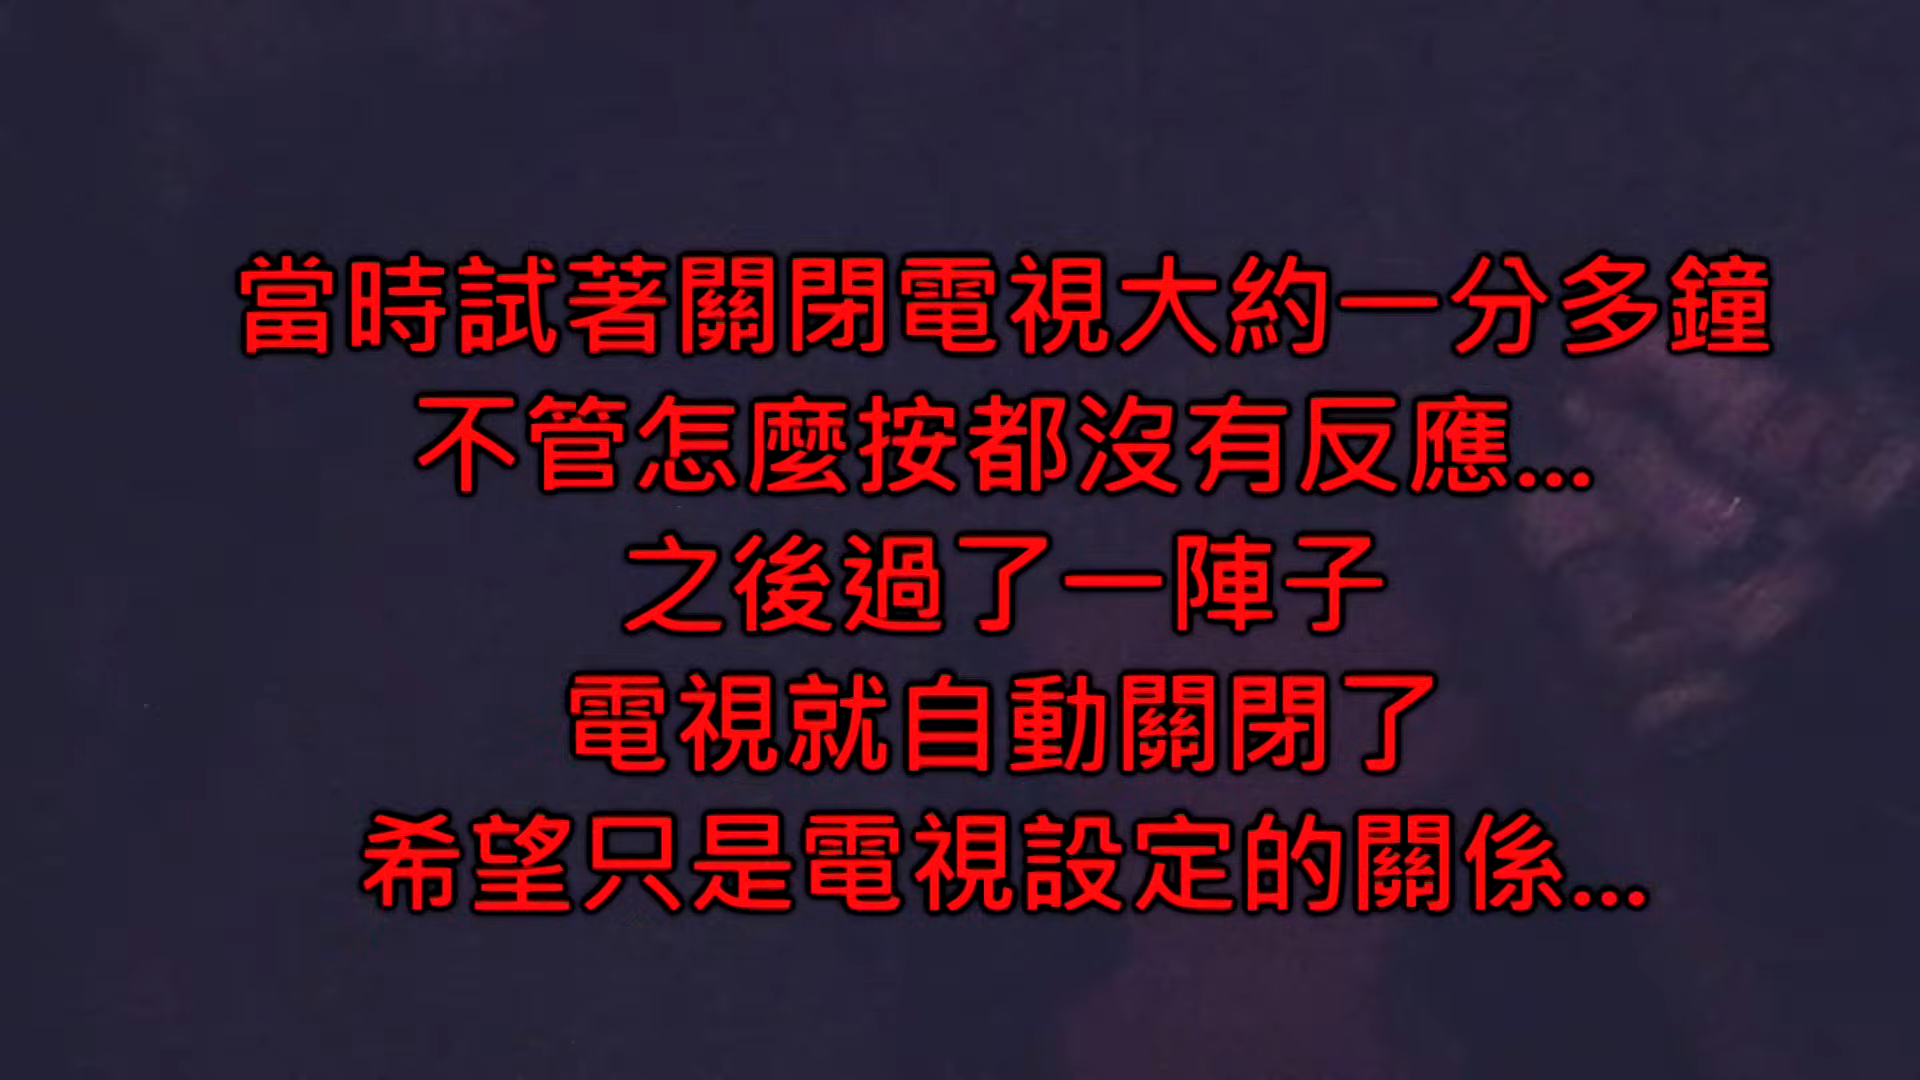 當時試著關閉電視大約一分多鐘
不管怎麼按都沒有反應...
之後過了一陣子
電視就自動關閉了
希望只是電視設定的關係...